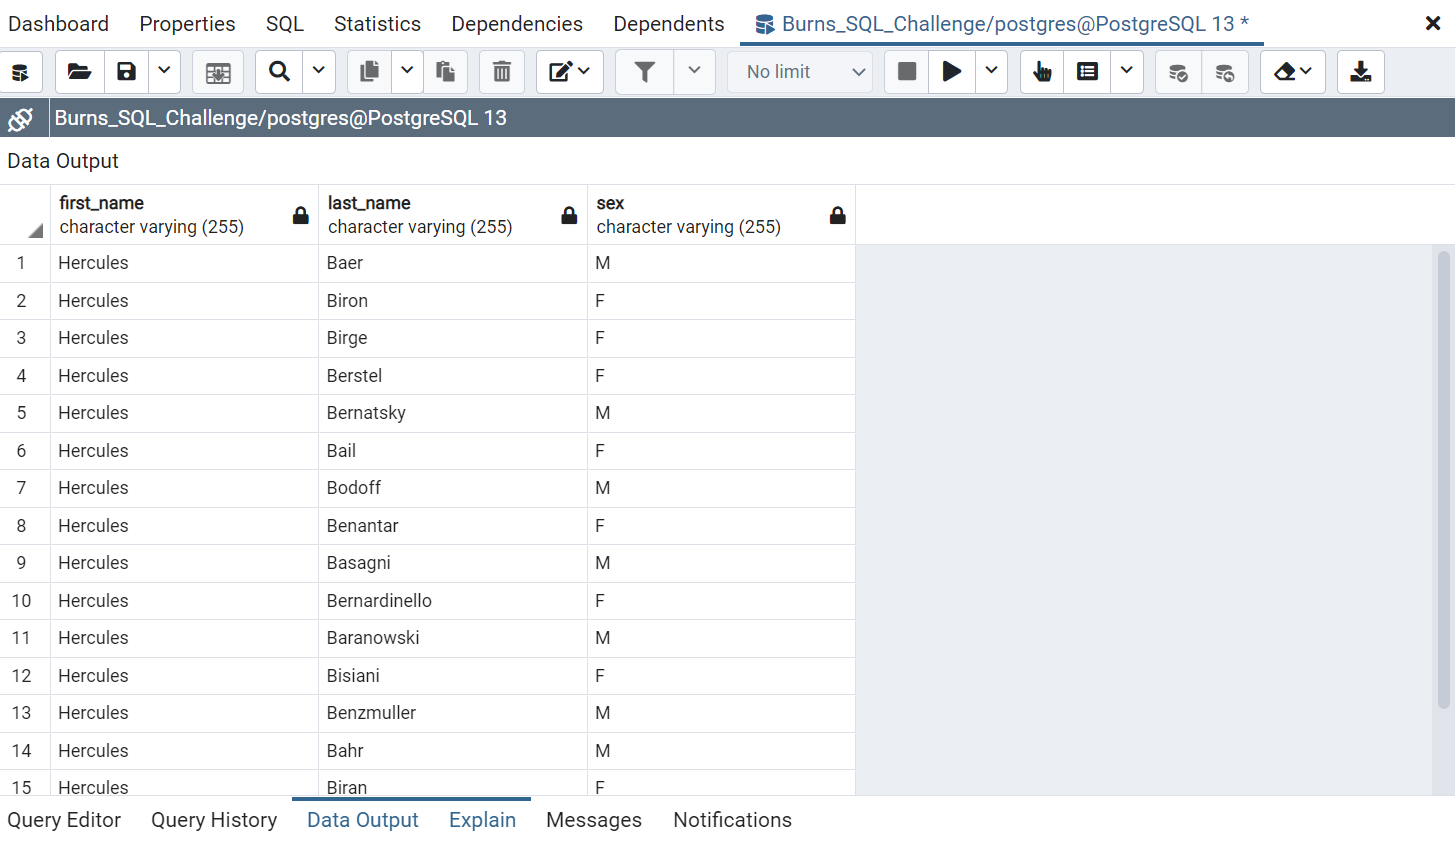 Dashboard Properties SQL Statistics Dependencies Dependents Burns_SQL_Challenge/postgres@PostgreSQL 13 *
No limit
Burns_SQL_Challenge/postgres@PostgreSQL 13
Data Output
first_name last_name sex
character varying (255) character varying (255) character varying (255)
1 Hercules Baer M
2 Hercules Biron F
3 Hercules Birge F
4 Hercules Berstel F
5 Hercules Bernatsky M
6 Hercules Bail F
7 Hercules Bodoff M
8 Hercules Benantar F
9 Hercules Basagni M
10 Hercules Bernardinello F
11 Hercules Baranowski M
12 Hercules Bisiani F
13 Hercules Benzmuller M
14 Hercules Bahr M
15 Hercules Biran F
Query Editor Query History Data Output Explain Messages Notifications